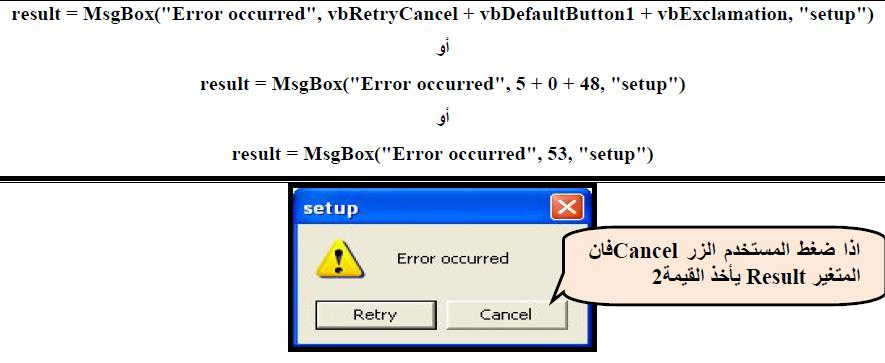 result = MsgBox("Error occurred", vbRetryCancel + vbDefaultButton1 + vbExclamation, "setup")
أو
result = MsgBox("Error occurred", 5 + 0 + 48, "setup")
أو
result = MsgBox("Error occurred", 53, "setup")
setup
Error occurred
Retry
Cancel
اذا ضغط المستخدم الزر Cancelفان
المتغير Result يأخذ القيمة2